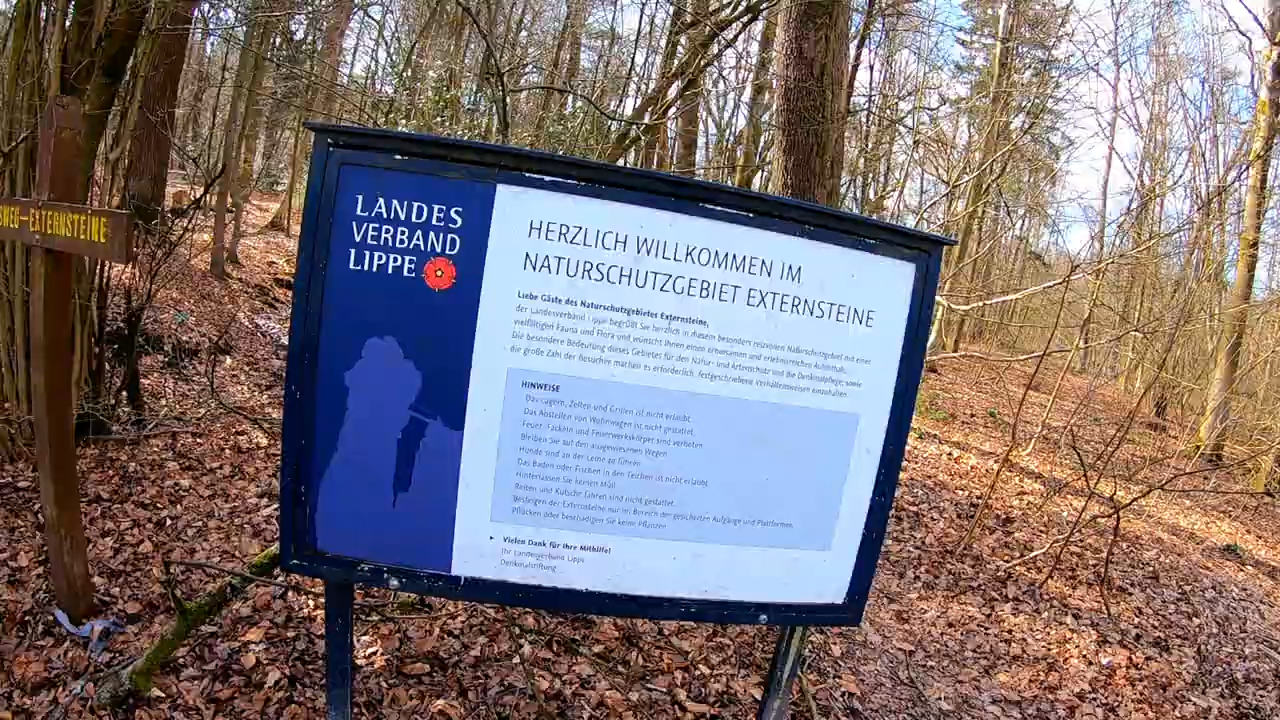 SWEG-EXTERNSTEINE
LANDES
VERBAND
LIPPE
HERZLICH WILLKOMMEN IM
NATURSCHUTZGEBIET EXTERNSTEINE
Liebe Gäste des Naturschutzgebietes Externsteine,
der Landesverband Lippe begrüßt Sie herzlich in diesem besonders reizvollen Naturschutzgebiet mit einer
vielfältigen Fauna und Flora und wünscht Ihnen einen erholsamen und erlebnisreichen Aufenthalt.
Die besondere Bedeutung dieses Gebietes für den Natur- und Artenschutz und die Denkmalpflege, sowie
die große Zahl der Besucher machen es erforderlich, festgeschriebene Verhaltensweisen einzuhalten.
HINWEISE
Das Lagern, Zelten und Grillen ist nicht erlaubt.
Das Abstellen von Wohnwagen ist nicht gestattet.
Feuer, Fackeln und Feuerwerkskörper sind verboten.
Bleiben Sie auf den ausgewiesenen Wegen.
Hunde sind an der Leine zu führen.
Das Baden oder Fischen in den Teichen ist nicht erlaubt.
Hinterlassen Sie keinen Müll.
Reiten und Kutsche fahren sind nicht gestattet.
Besteigen der Externsteine nur im Bereich der gesicherten Aufgänge und Plattformen.
Pflücken oder beschädigen Sie keine Pflanzen.
▸ Vielen Dank für Ihre Mithilfe!
Ihr Landesverband Lippe
Denkmalstiftung